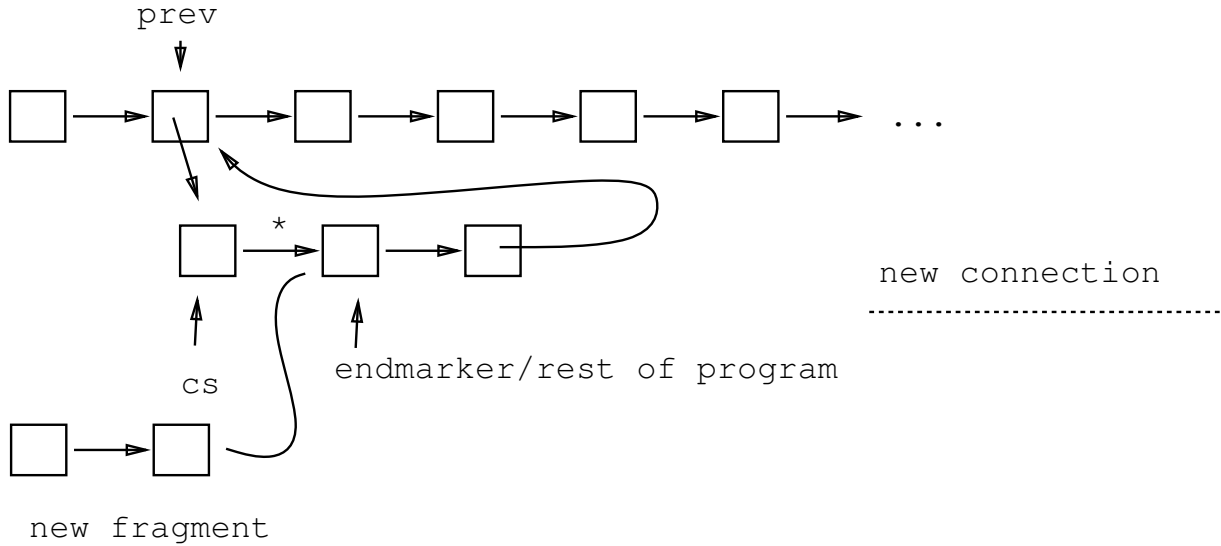 prev
...
*
new connection
endmarker/rest of program
cs
new fragment